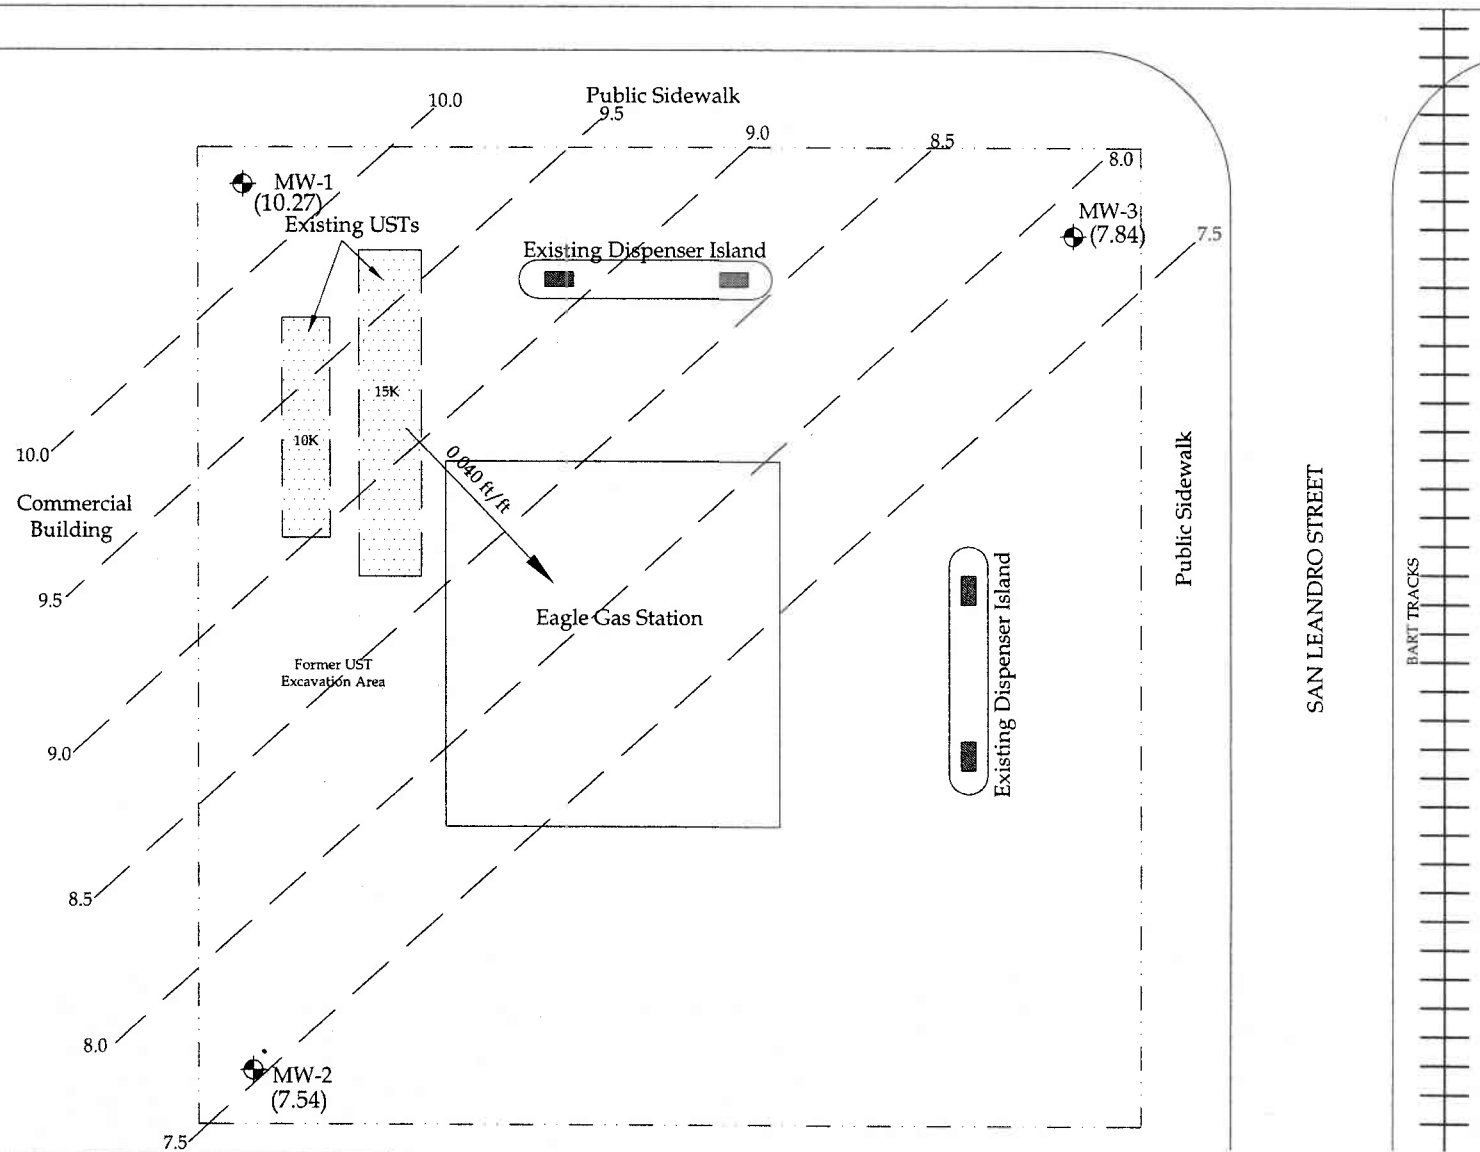 10.0
Public Sidewalk
9.5
9.0
8.5
8.0
MW-1
(10.27)
Existing USTs
MW-3
(7.84)
7.5
Existing Dispenser Island
15K
10K
10.0
0.040 ft/ft
Commercial
Building
9.5
Public Sidewalk
SAN LEANDRO STREET
BART TRACKS
Existing Dispenser Island
Eagle Gas Station
Former UST
Excavation Area
9.0
8.5
8.0
MW-2
(7.54)
7.5